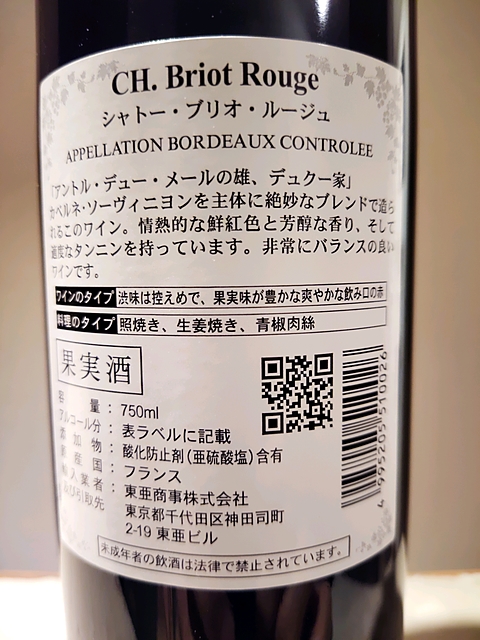 CH. Briot Rouge
シャトー・ブリオ・ルージュ
APPELLATION BORDEAUX CONTROLEE
「アントル・デュー・メールの雄、デュクー家」
カベルネ・ソーヴィニヨンを主体に絶妙なブレンドで造ら
れるこのワイン。情熱的な鮮紅色と芳醇な香り、そして
適度なタンニンを持っています。非常にバランスの良い
ワインです。
ワインのタイプ 渋味は控えめで、果実味が豊かな爽やかな飲み口の赤
料理のタイプ 照焼き、生姜焼き、青椒肉絲
果実酒
容量：750ml
アルコール分：表ラベルに記載
添加物：酸化防止剤(亜硫酸塩)含有
原産国：フランス
輸入業者：東亜商事株式会社
及び引取先 東京都千代田区神田司町
2-19 東亜ビル
未成年者の飲酒は法律で禁止されています。
4 995205 510026